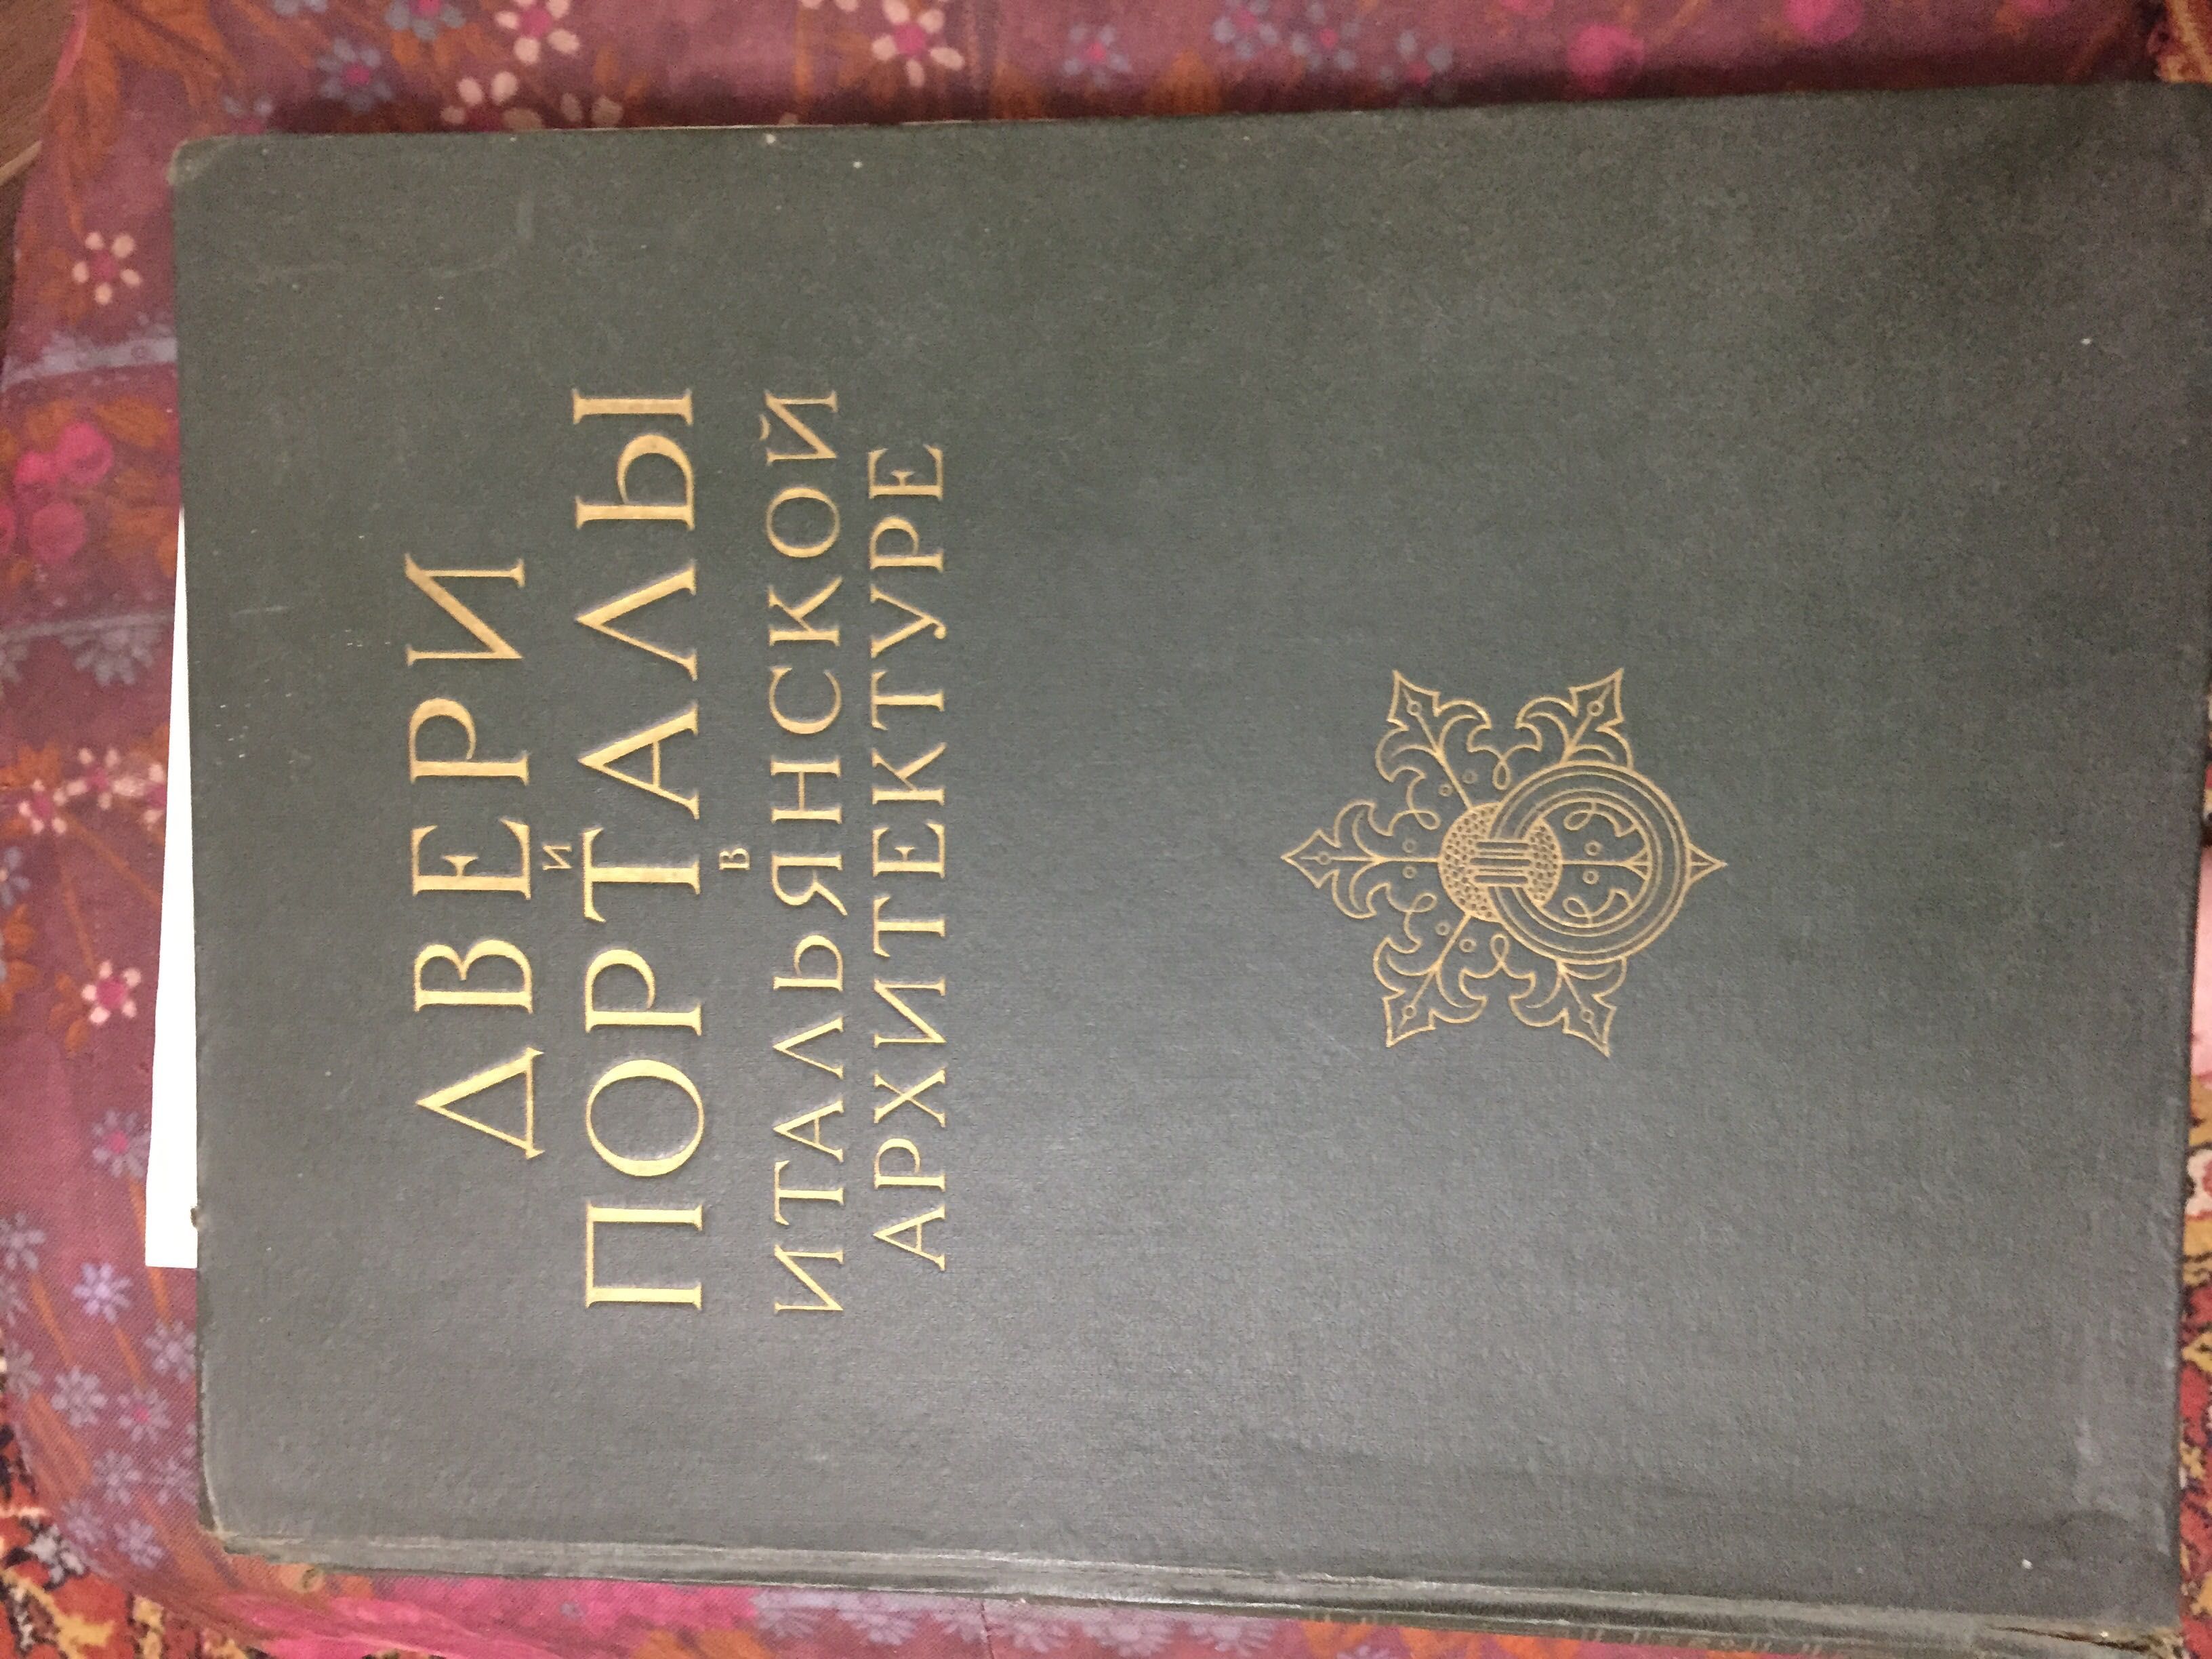 ДВЕРИ
И
ПОРТАЛЫ
В
ИТАЛЬЯНСКОЙ
АРХИТЕКТУРЕ